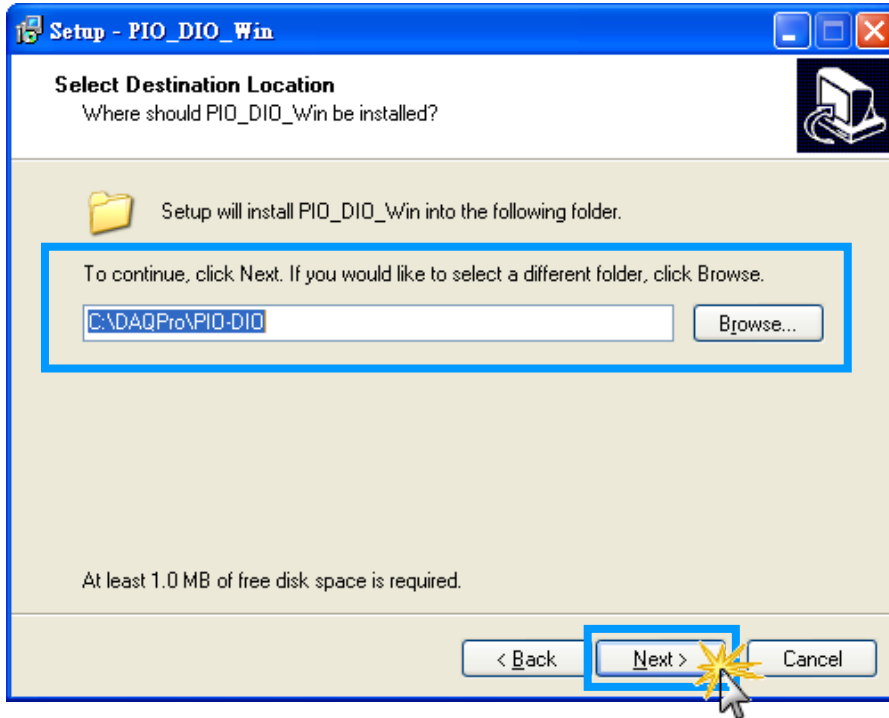 Setup - PIO_DIO_Win
Select Destination Location
Where should PIO_DIO_Win be installed?
Setup will install PIO_DIO_Win into the following folder.
To continue, click Next. If you would like to select a different folder, click Browse.
C:\DAQPro\PIO-DIO
Browse...
At least 1.0 MB of free disk space is required.
< Back
Next >
Cancel